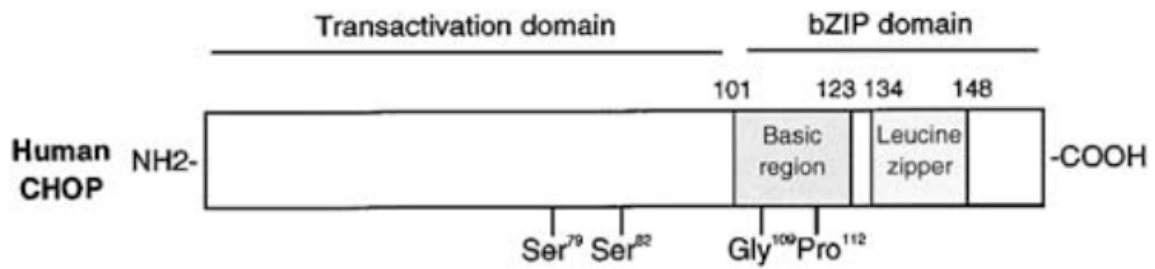 Transactivation domain bZIP domain
101 123 134 148
Human CHOP NH2- Basic region Leucine zipper -COOH
Ser79 Ser82 Gly109 Pro112